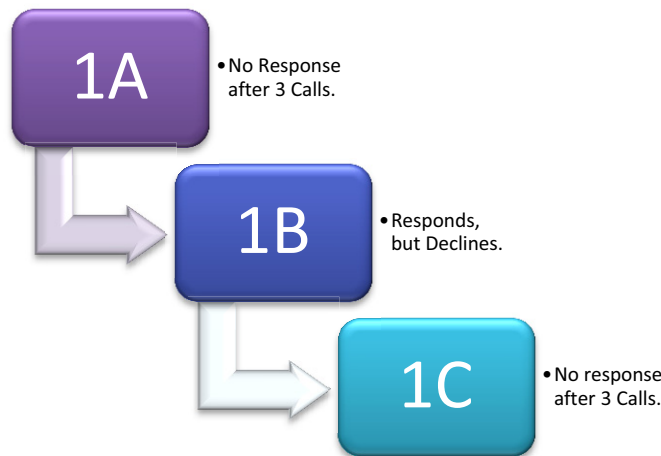 1A
•No Response
after 3 Calls.
1B
•Responds,
but Declines.
1C
•No response
after 3 Calls.